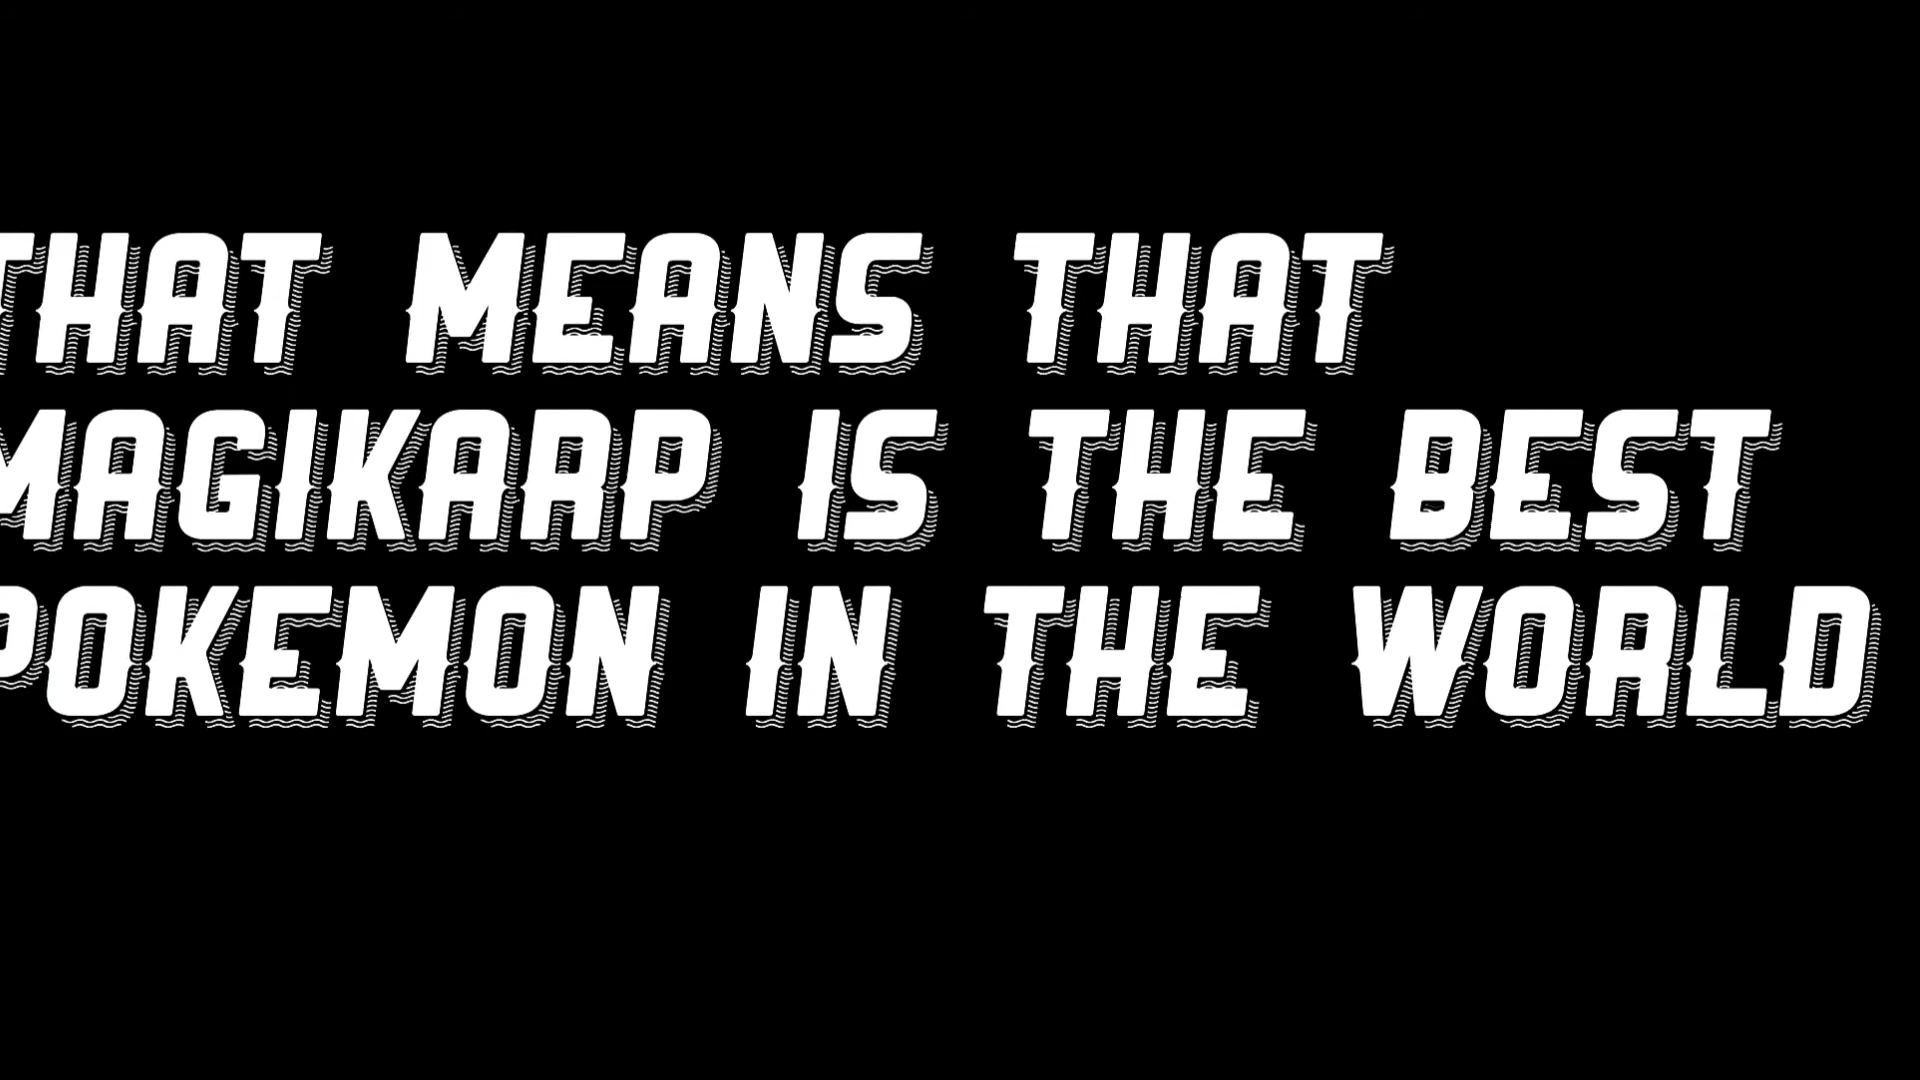 THAT MEANS THAT
MAGIKARP IS THE BEST
POKEMON IN THE WORLD